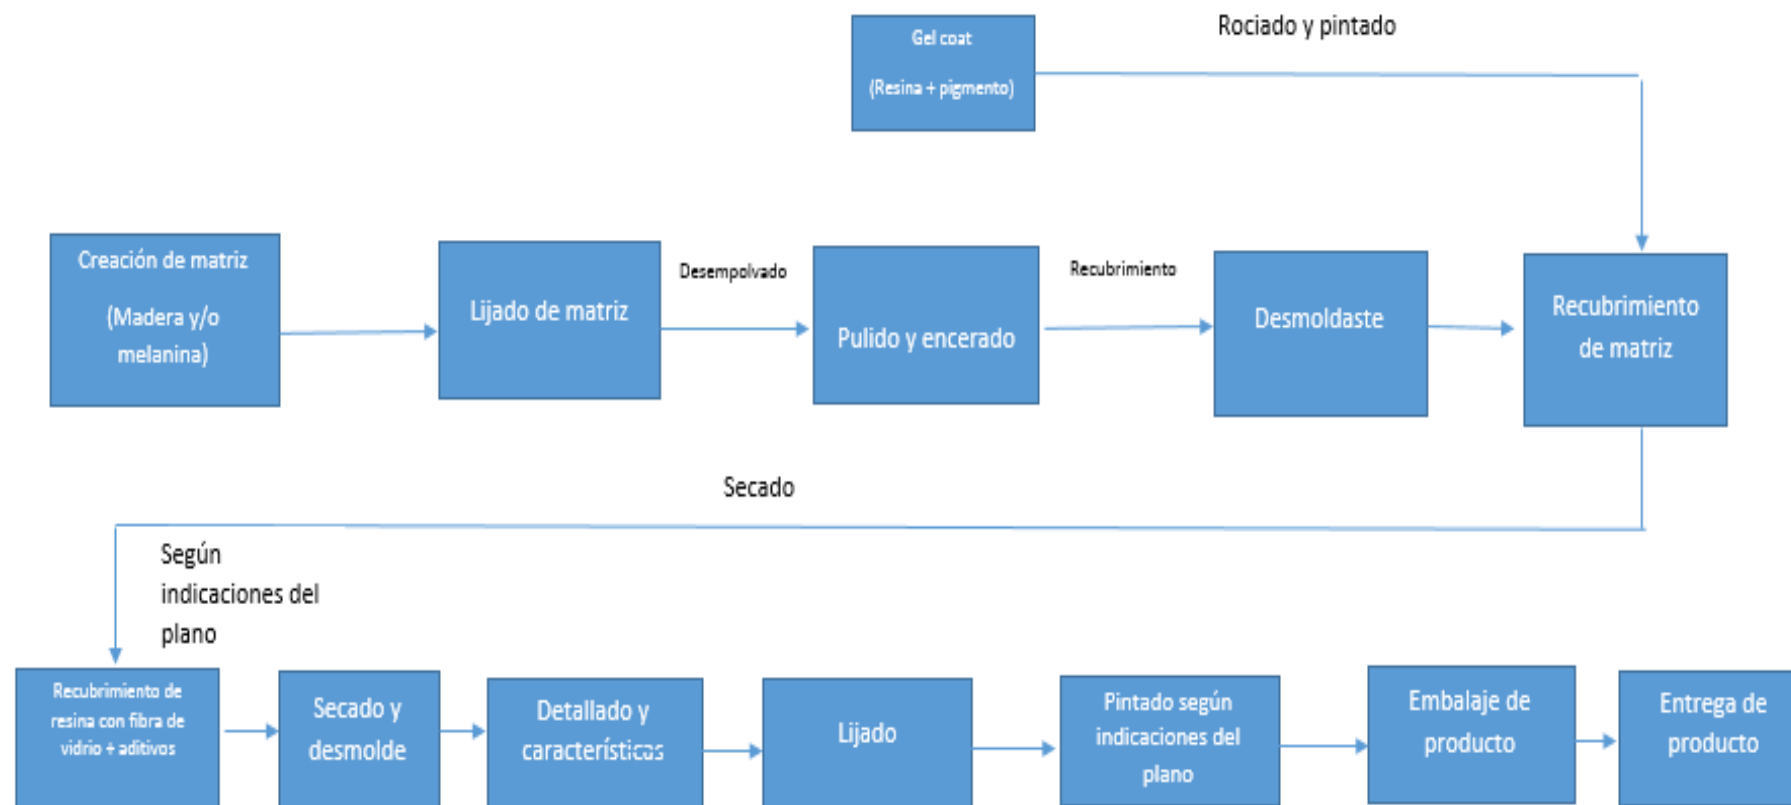 Gel coat
(Resina + pigmento)
Rociado y pintado
Creación de matriz
(Madera y/o
melanina)
Lijado de matriz
Desempolvado
Pulido y encerado
Recubrimiento
Desmoldaste
Recubrimiento
de matriz
Secado
Según
indicaciones del
plano
Recubrimiento de
resina con fibra de
vidrio + aditivos
Secado y
desmolde
Detallado y
características
Lijado
Pintado según
indicaciones del
plano
Embalaje de
producto
Entrega de
producto